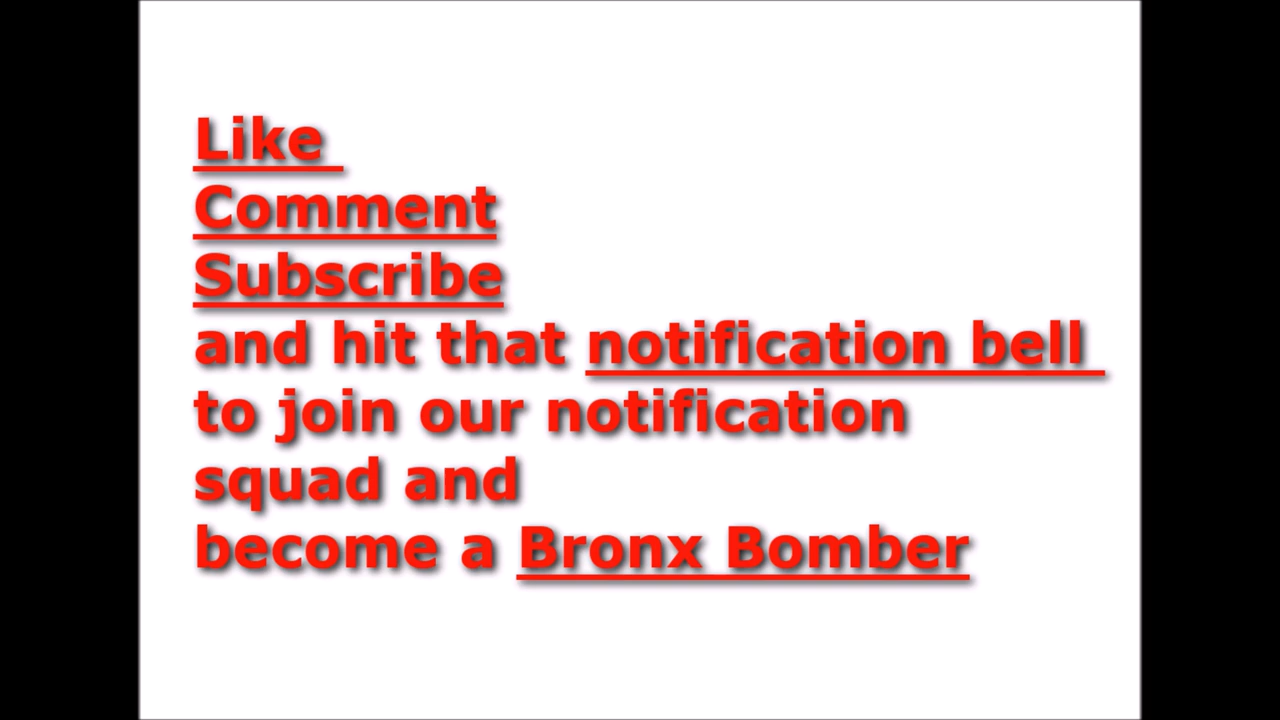 Like
Comment
Subscribe
and hit that notification bell
to join our notification
squad and
become a Bronx Bomber